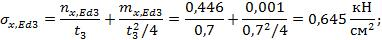 σx,Ed3 = nx,Ed3/t3 + mx,Ed3/(t3²/4) = 0,446/0,7 + 0,001/(0,7²/4) = 0,645 кН/см²;